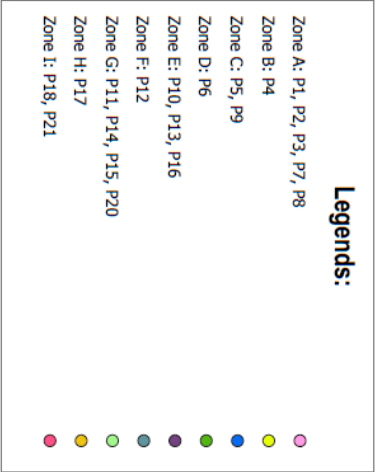 Legends:
Zone A: P1, P2, P3, P7, P8
Zone B: P4
Zone C: P5, P9
Zone D: P6
Zone E: P10, P13, P16
Zone F: P12
Zone G: P11, P14, P15, P20
Zone H: P17
Zone I: P18, P21